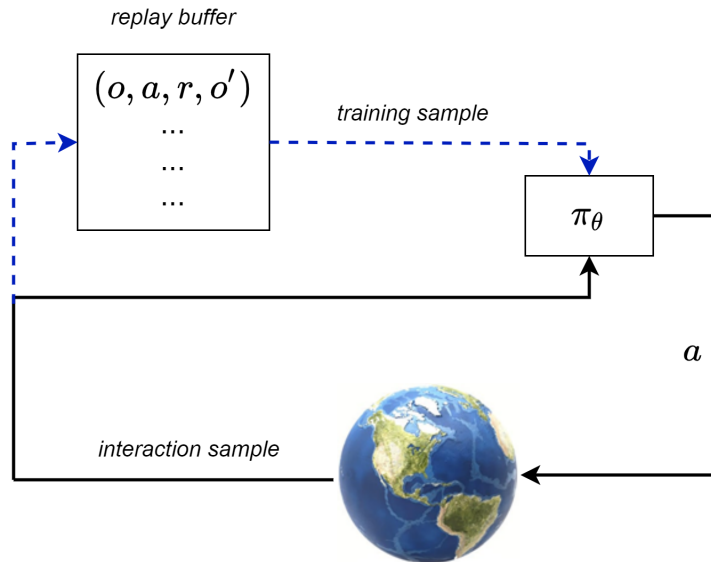 replay buffer
(o, a, r, o′)
...
...
...
training sample
π_θ
a
interaction sample